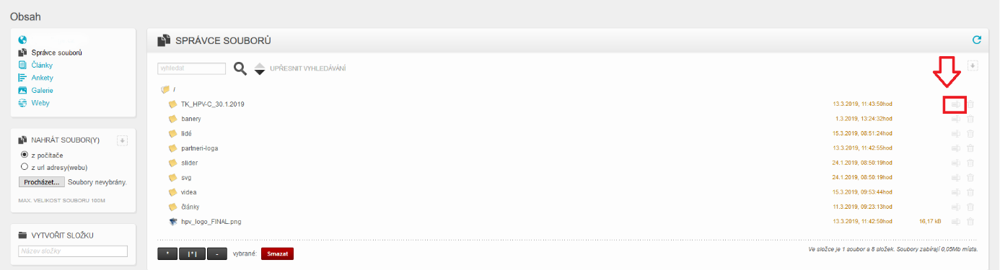 Obsah
Správce souborů
Články
Ankety
Galerie
Weby
NAHRÁT SOUBOR(Y)
z počítače
z url adresy(webu)
Procházet... Soubory nevybrány.
MAX. VELIKOST SOUBORU 100M
VYTVOŘIT SLOŽKU
Název složky
SPRÁVCE SOUBORŮ
vyhledat UPŘESNIT VYHLEDÁVÁNÍ
/
TK_HPV-C_30.1.2019 13.3.2019, 11:43:50hod
banery 1.3.2019, 13:24:32hod
lidé 15.3.2019, 08:51:24hod
partneri-loga 13.3.2019, 11:42:55hod
slider 24.1.2019, 08:50:19hod
svg 24.1.2019, 08:50:19hod
videa 15.3.2019, 09:53:44hod
články 11.3.2019, 09:23:13hod
hpv_logo_FINAL.png 13.3.2019, 11:42:50hod 16,17 kB
* |*| - vybrané: Smazat
Ve složce je 1 soubor a 8 složek. Soubory zabírají 0,05Mb místa.